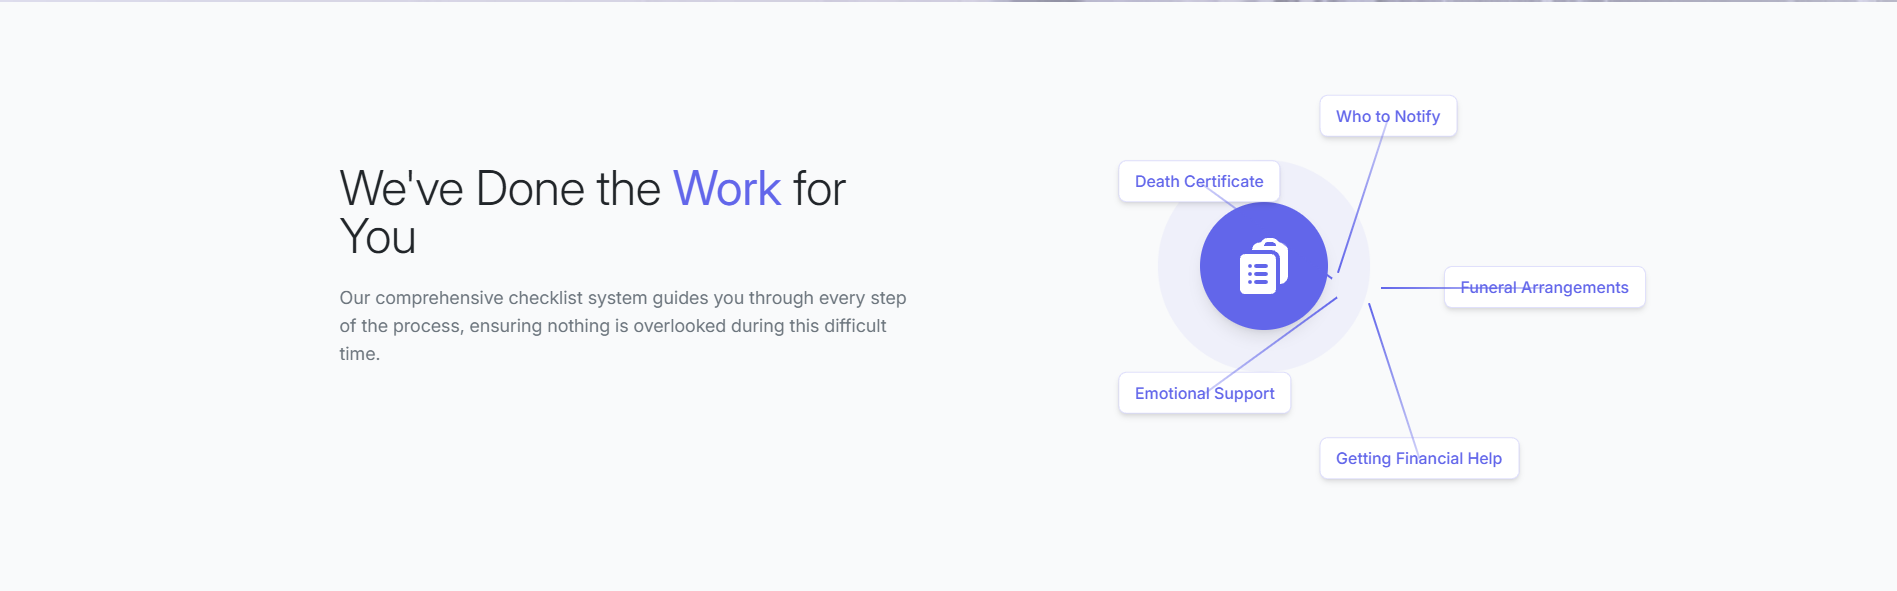 We've Done the Work for
You
Our comprehensive checklist system guides you through every step
of the process, ensuring nothing is overlooked during this difficult
time.
Who to Notify
Death Certificate
Funeral Arrangements
Emotional Support
Getting Financial Help